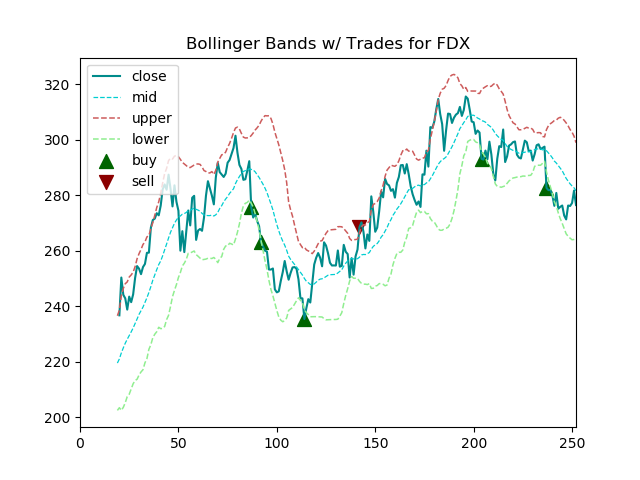 Bollinger Bands w/ Trades for FDX
close
mid
upper
lower
buy
sell
320
300
280
260
240
220
200
0 50 100 150 200 250